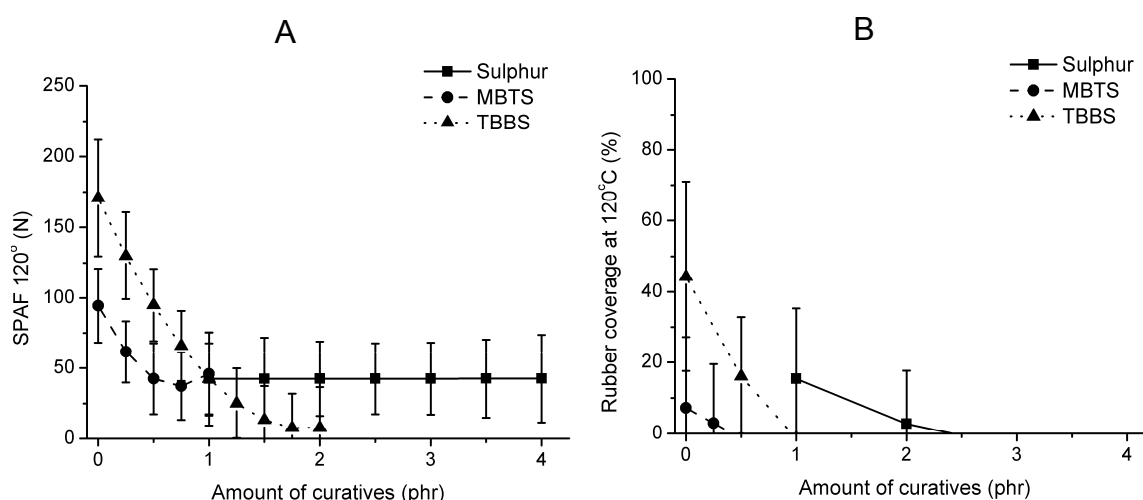 A
Sulphur
MBTS
TBBS
250
200
150
100
50
0
SPAF 120° (N)
0 1 2 3 4
Amount of curatives (phr)
B
Sulphur
MBTS
TBBS
100
80
60
40
20
0
Rubber coverage at 120°C (%)
0 1 2 3 4
Amount of curatives (phr)